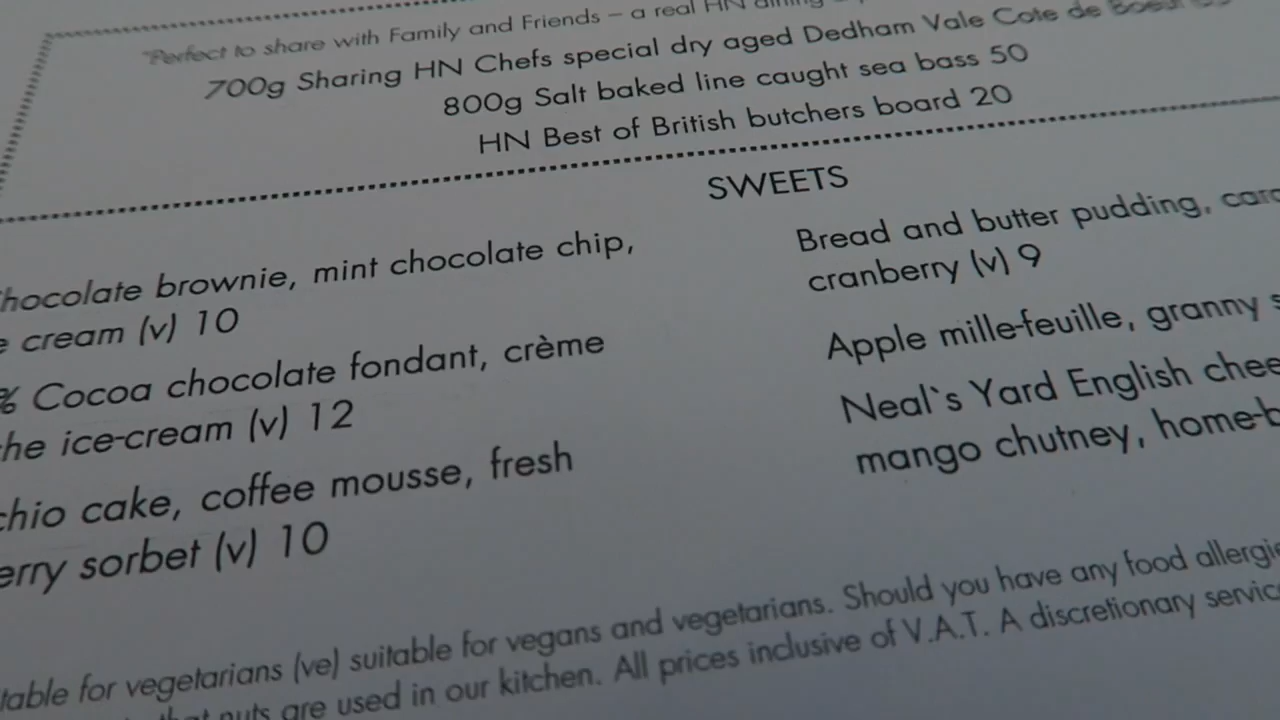 "Perfect to share with Family and Friends – a real HN
700g Sharing HN Chefs special dry aged Dedham Vale Cote de
800g Salt baked line caught sea bass 50
HN Best of British butchers board 20
SWEETS
hocolate brownie, mint chocolate chip,
e cream (v) 10
% Cocoa chocolate fondant, crème
he ice-cream (v) 12
chio cake, coffee mousse, fresh
erry sorbet (v) 10
Bread and butter pudding, car
cranberry (v) 9
Apple mille-feuille, granny s
Neal`s Yard English chee
mango chutney, home-b
table for vegetarians (ve) suitable for vegans and vegetarians. Should you have any food allergie
that nuts are used in our kitchen. All prices inclusive of V.A.T. A discretionary servic